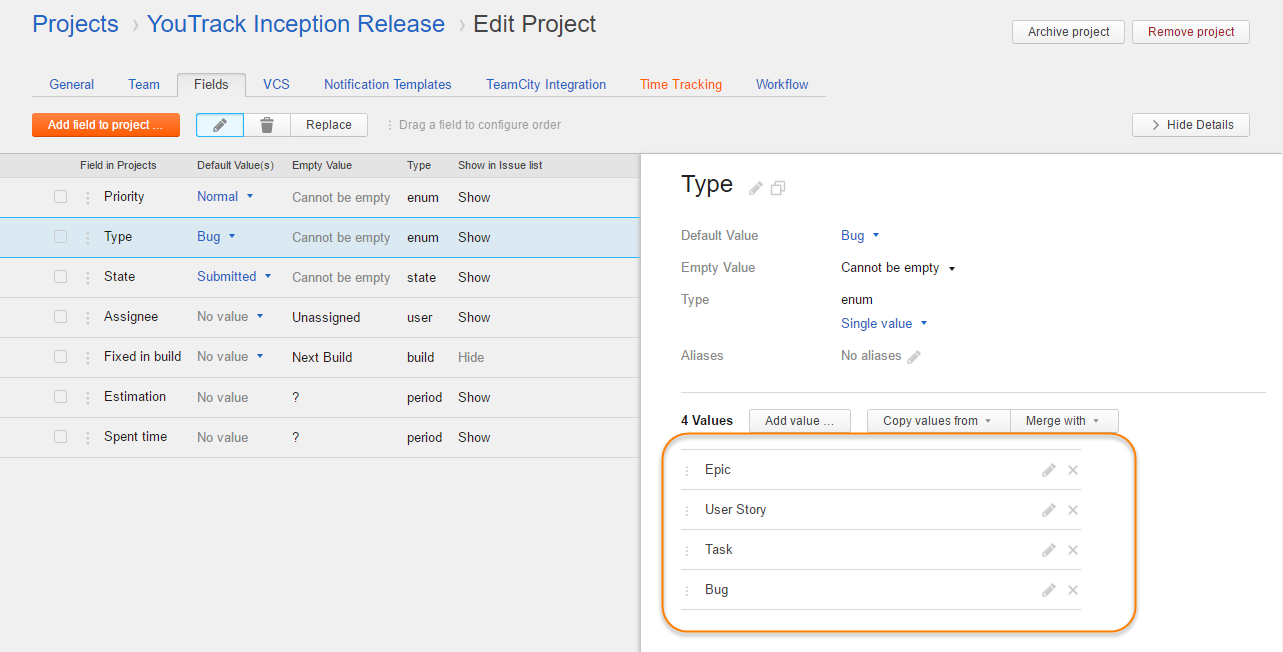 Projects › YouTrack Inception Release › Edit Project
Archive project
Remove project
General Team Fields VCS Notification Templates TeamCity Integration Time Tracking Workflow
Add field to project ...
Replace
Drag a field to configure order
Hide Details
Field in Projects Default Value(s) Empty Value Type Show in Issue list
Priority Normal Cannot be empty enum Show
Type Bug Cannot be empty enum Show
State Submitted Cannot be empty state Show
Assignee No value Unassigned user Show
Fixed in build No value Next Build build Hide
Estimation No value ? period Show
Spent time No value ? period Show
Type
Default Value Bug
Empty Value Cannot be empty
Type enum
Single value
Aliases No aliases
4 Values Add value ... Copy values from Merge with
Epic
User Story
Task
Bug